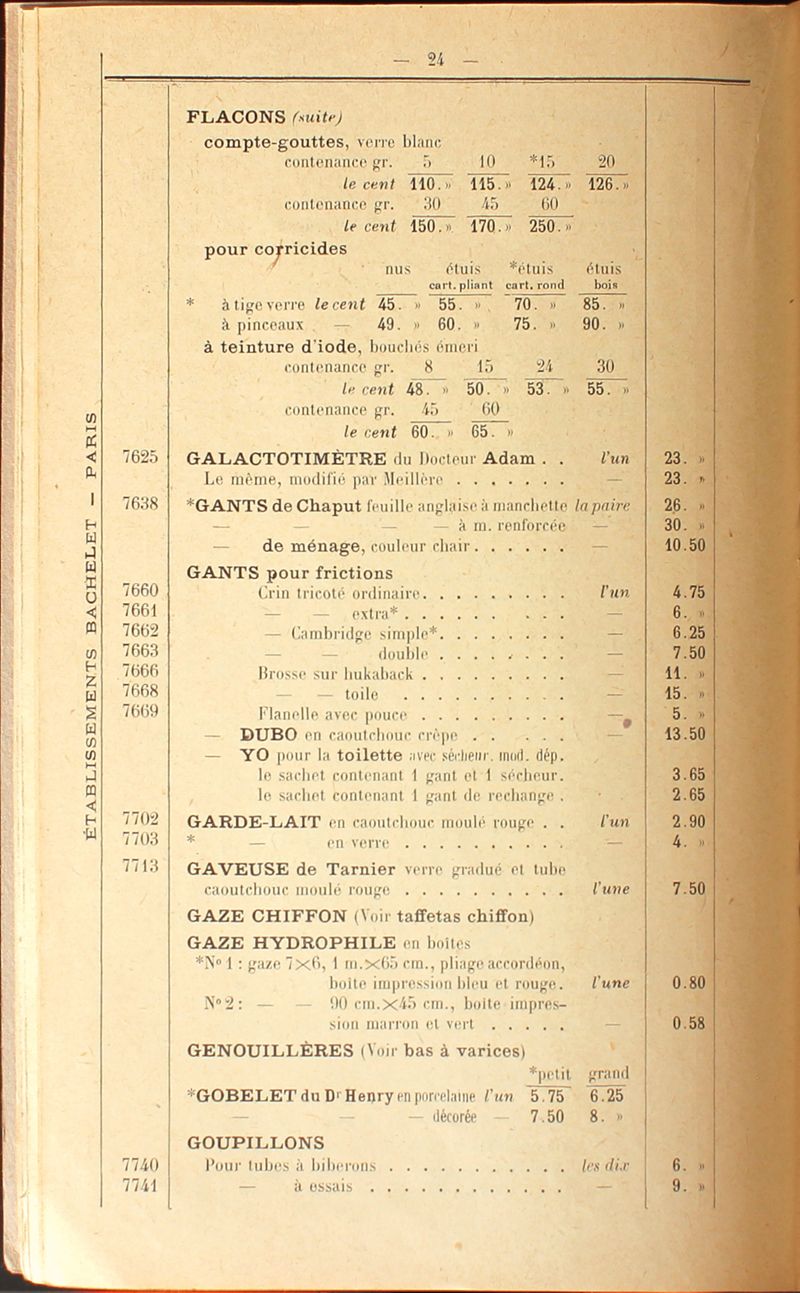 — 24 —
ÉTABLISSEMENTS BACHELET — PARIS
FLACONS (suite)
compte-gouttes, verre blanc
contenance gr. 5 10 *15 20
le cent 110. » 115. » 124. » 126. »
contenance gr. 30 45 60
le cent 150. » 170. » 250. »
pour corricides
nus étuis *étuis étuis
cart. pliant cart. rond bois
* à tige verre le cent 45. » 55. » 70. » 85. »
à pinceaux — 49. » 60. » 75. » 90. »
à teinture d'iode, bouchés émeri
contenance gr. 8 15 24 30
le cent 48. » 50. » 53. » 55. »
contenance gr. 45 60
le cent 60. » 65. »
7625 GALACTOTIMÈTRE du Docteur Adam . . l'un 23. »
Le même, modifié par Meillère . . . . . . . — 23. »
7638 *GANTS de Chaput feuille anglaise à manchette la paire 26. »
— — — — à m. renforcée — 30. »
— de ménage, couleur chair . . . . . . — 10.50
GANTS pour frictions
7660 Crin tricoté ordinaire. . . . . . . . . l'un 4.75
7661 — — extra* . . . . . . . . . — 6. »
7662 — Cambridge simple* . . . . . . . . — 6.25
7663 — — double . . . . . . . . — 7.50
7666 Brosse sur hukaback . . . . . . . . . — 11. »
7668 — — toile . . . . . . . . . . — 15. »
7669 Flanelle avec pouce . . . . . . . . . — 5. »
— DUBO en caoutchouc crêpe . . . . . . — 13.50
— YO pour la toilette avec sécheur. mod. dép.
le sachet contenant 1 gant et 1 sécheur. 3.65
le sachet contenant 1 gant de rechange . 2.65
7702 GARDE-LAIT en caoutchouc moulé rouge . . l'un 2.90
7703 * — en verre . . . . . . . . . . — 4. »
7713 GAVEUSE de Tarnier verre gradué et tube
caoutchouc moulé rouge . . . . . . . . . . l'une 7.50
GAZE CHIFFON (Voir taffetas chiffon)
GAZE HYDROPHILE en boîtes
*N° 1 : gaze 7×6, 1 m.×65 cm., pliage accordéon,
boîte impression bleu et rouge. l'une 0.80
N° 2 : — — 90 cm.×45 cm., boîte impres-
sion marron et vert . . . . . — 0.58
GENOUILLÈRES (Voir bas à varices)
*petit grand
*GOBELET du Dr Henry en porcelaine l'un 5.75 6.25
— — — décorée — 7.50 8. »
GOUPILLONS
7740 Pour tubes à biberons . . . . . . . . . . . les dix 6. »
7741 — à essais . . . . . . . . . . . . — 9. »